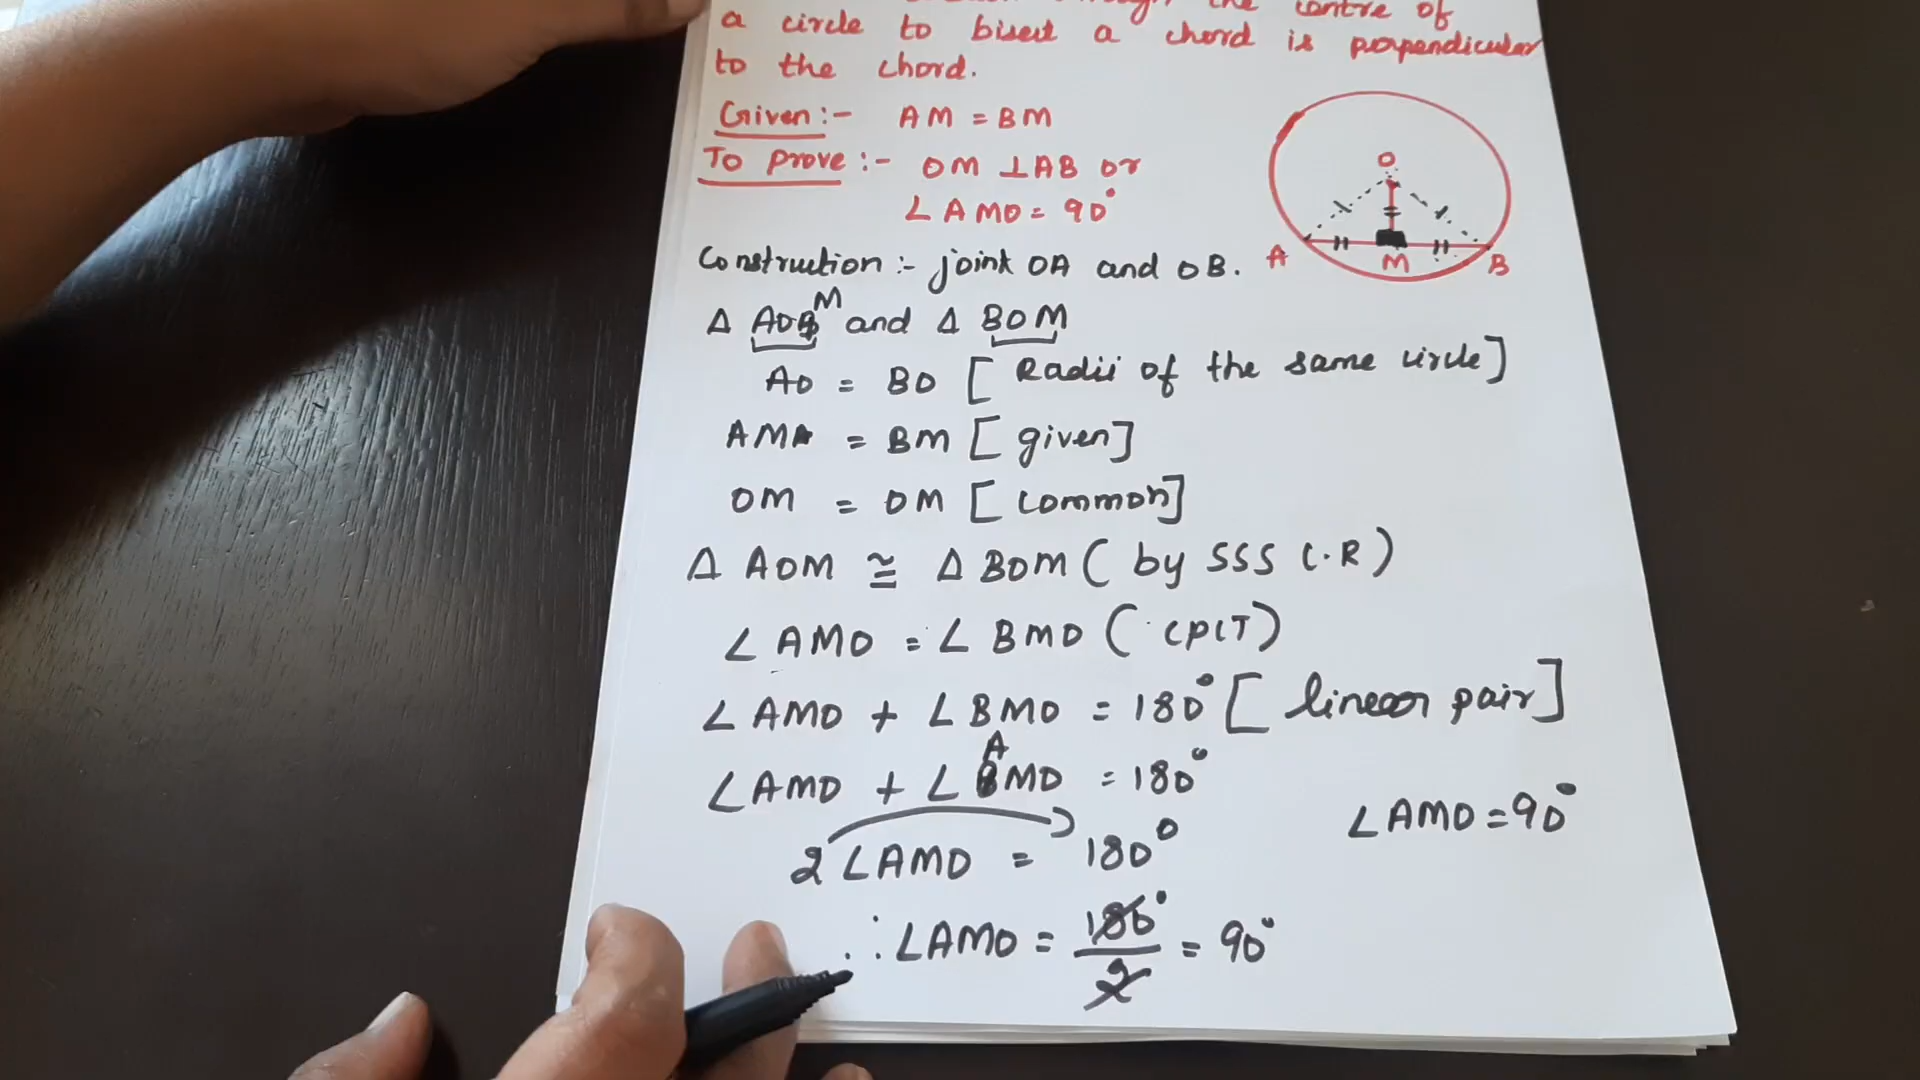 the centre of
a circle to bisect a chord is perpendicular
to the chord.
Given:- AM = BM
To prove:- OM ⊥AB or
∠AMO = 90°
O
A M B
Construction:- joint OA and OB.
Δ AOM and Δ BOM
AO = BO [Radii of the same circle]
AM = BM [given]
OM = OM [common]
Δ AOM ≅ Δ BOM (by SSS C.R)
∠AMO = ∠BMO (CPCT)
∠AMO + ∠BMO = 180° [linear pair]
∠AMO + ∠AMO = 180°
∠AMO = 90°
2∠AMO = 180°
∴ ∠AMO = 180°/2 = 90°